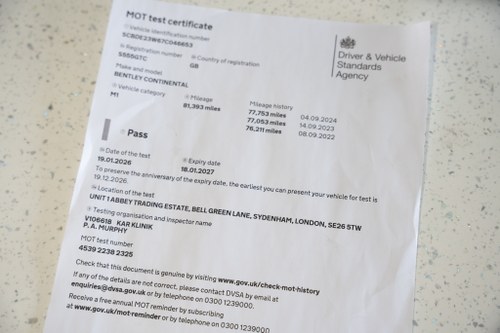 MOT test certificate
Vehicle identification number
SCBDE23W67C046653
Registration number
S555GTC
Country of registration
GB
Make and model
BENTLEY CONTINENTAL
Vehicle category
M1
Mileage
81,393 miles
Mileage history
77,753 miles 04.09.2024
77,053 miles 14.09.2023
76,211 miles 08.09.2022
Driver & Vehicle
Standards
Agency
Pass
Date of the test
19.01.2026
Expiry date
18.01.2027
To preserve the anniversary of the expiry date, the earliest you can present your vehicle for test is
19.12.2026.
Location of the test
UNIT 1 ABBEY TRADING ESTATE, BELL GREEN LANE, SYDENHAM, LONDON, SE26 5TW
Testing organisation and inspector name
V106618 KAR KLINIK
P. A. MURPHY
MOT test number
4539 2238 2325
Check that this document is genuine by visiting www.gov.uk/check-mot-history
If any of the details are not correct, please contact DVSA by email at
enquiries@dvsa.gov.uk or by telephone on 0300 1239000.
Receive a free annual MOT reminder by subscribing
at www.gov.uk/mot-reminder or by telephone on 0300 1239000